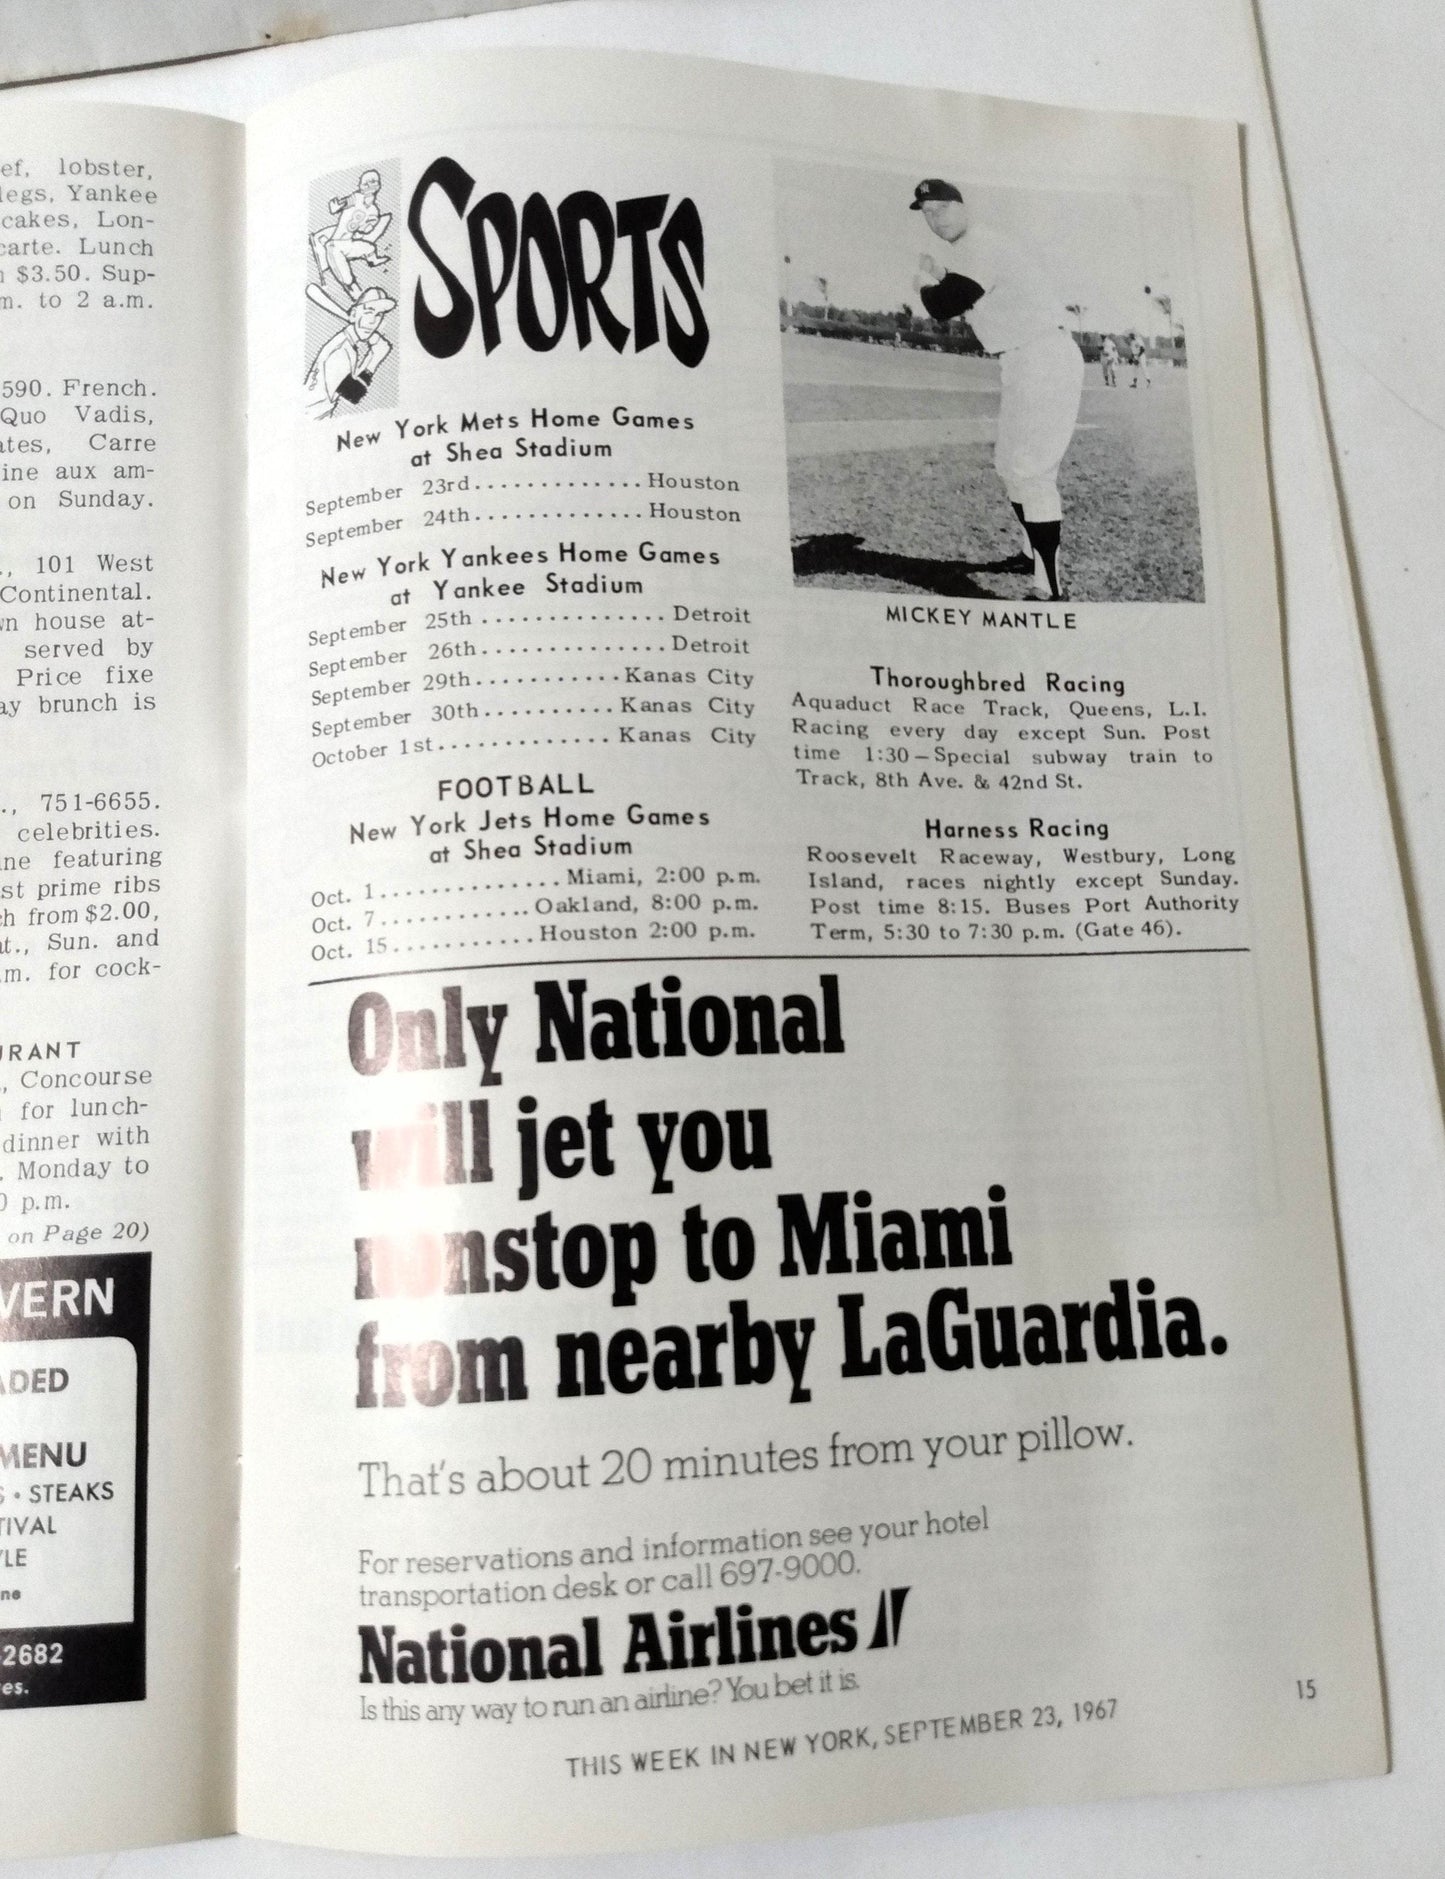 lobster,
legs, Yankee
cakes, Lon-
carte. Lunch
$3.50. Sup-
to 2 a.m.
590. French.
Quo Vadis,
Carre
ine aux am-
on Sunday.
101 West
Continental.
house at-
served by
Price fixe
brunch is
751-6655.
celebrities.
featuring
prime ribs
from $2.00,
Sun. and
for cock-
URANT
Concourse
for lunch-
dinner with
Monday to
p.m.
on Page 20)
VERN
ADED
MENU
• STEAKS
TIVAL
YLE
ne
2682
es.
SPORTS
New York Mets Home Games
at Shea Stadium
September 23rd.............Houston
September 24th.............Houston
New York Yankees Home Games
at Yankee Stadium
September 25th..............Detroit
September 26th..............Detroit
September 29th...........Kanas City
September 30th..........Kanas City
October 1st.............Kanas City
FOOTBALL
New York Jets Home Games
at Shea Stadium
Oct. 1..............Miami, 2:00 p.m.
Oct. 7............Oakland, 8:00 p.m.
Oct. 15...........Houston 2:00 p.m.
MICKEY MANTLE
Thoroughbred Racing
Aquaduct Race Track, Queens, L.I.
Racing every day except Sun. Post
time 1:30—Special subway train to
Track, 8th Ave. & 42nd St.
Harness Racing
Roosevelt Raceway, Westbury, Long
Island, races nightly except Sunday.
Post time 8:15. Buses Port Authority
Term, 5:30 to 7:30 p.m. (Gate 46).
Only National
will jet you
nonstop to Miami
from nearby LaGuardia.
That's about 20 minutes from your pillow.
For reservations and information see your hotel
transportation desk or call 697-9000.
National Airlines
Is this any way to run an airline? You bet it is.
THIS WEEK IN NEW YORK, SEPTEMBER 23, 1967
15